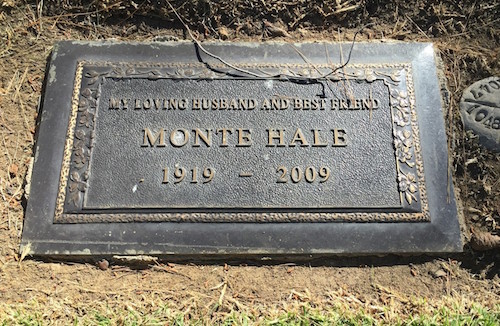 MY LOVING HUSBAND AND BEST FRIEND
MONTE HALE
1919 – 2009